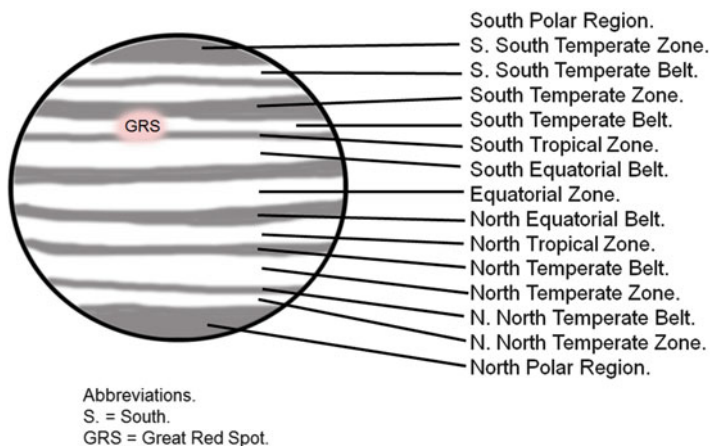 South Polar Region.
S. South Temperate Zone.
S. South Temperate Belt.
South Temperate Zone.
South Temperate Belt.
South Tropical Zone.
South Equatorial Belt.
Equatorial Zone.
North Equatorial Belt.
North Tropical Zone.
North Temperate Belt.
North Temperate Zone.
N. North Temperate Belt.
N. North Temperate Zone.
North Polar Region.
GRS
Abbreviations.
S. = South.
GRS = Great Red Spot.